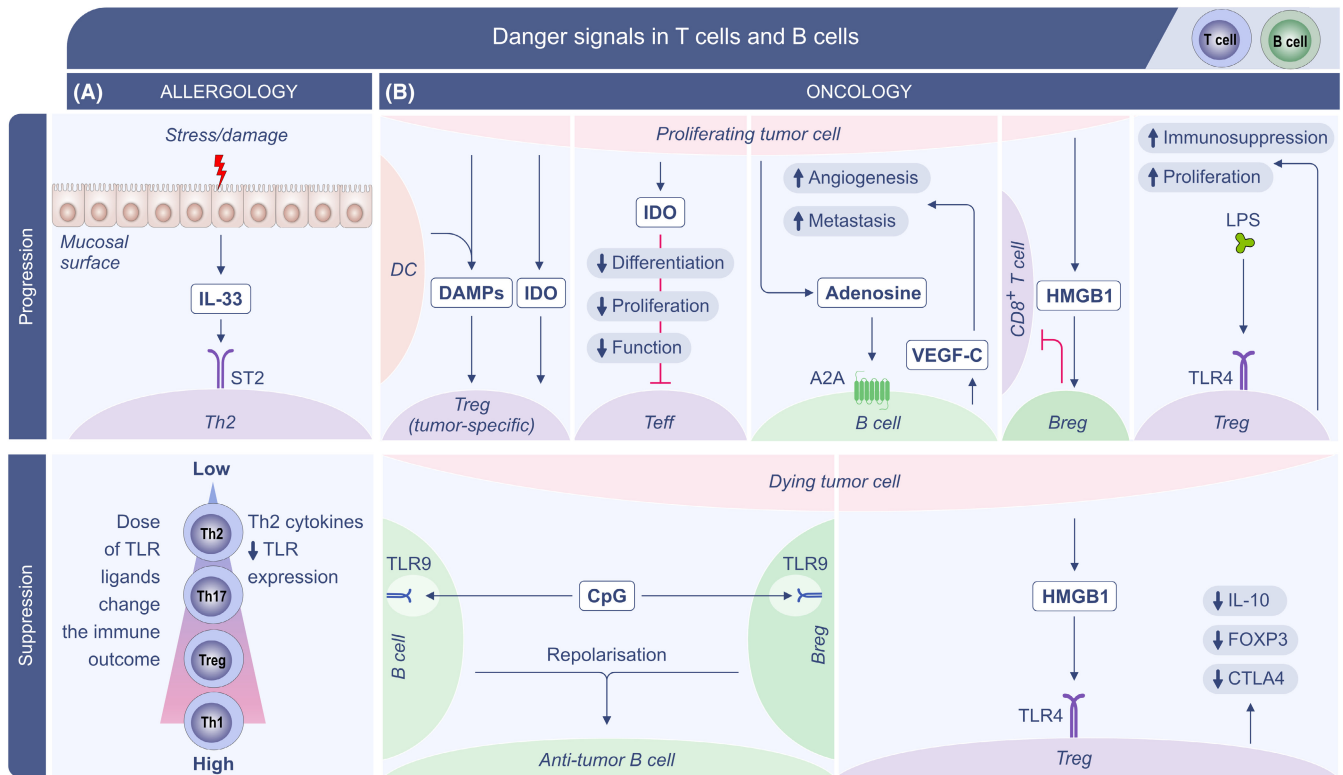 Danger signals in T cells and B cells
T cell
B cell
(A) ALLERGOLOGY
(B) ONCOLOGY
Progression
Stress/damage
Mucosal
surface
IL-33
ST2
Th2
Proliferating tumor cell
DC
DAMPs
IDO
Treg
(tumor-specific)
IDO
Differentiation
Proliferation
Function
Teff
Angiogenesis
Metastasis
Adenosine
VEGF-C
A2A
B cell
CD8+ T cell
HMGB1
Breg
Immunosuppression
Proliferation
LPS
TLR4
Treg
Suppression
Low
Dose
of TLR
ligands
change
the immune
outcome
Th2
Th17
Treg
Th1
High
Th2 cytokines
TLR
expression
Dying tumor cell
TLR9
B cell
CpG
TLR9
Breg
Repolarisation
Anti-tumor B cell
HMGB1
TLR4
Treg
IL-10
FOXP3
CTLA4